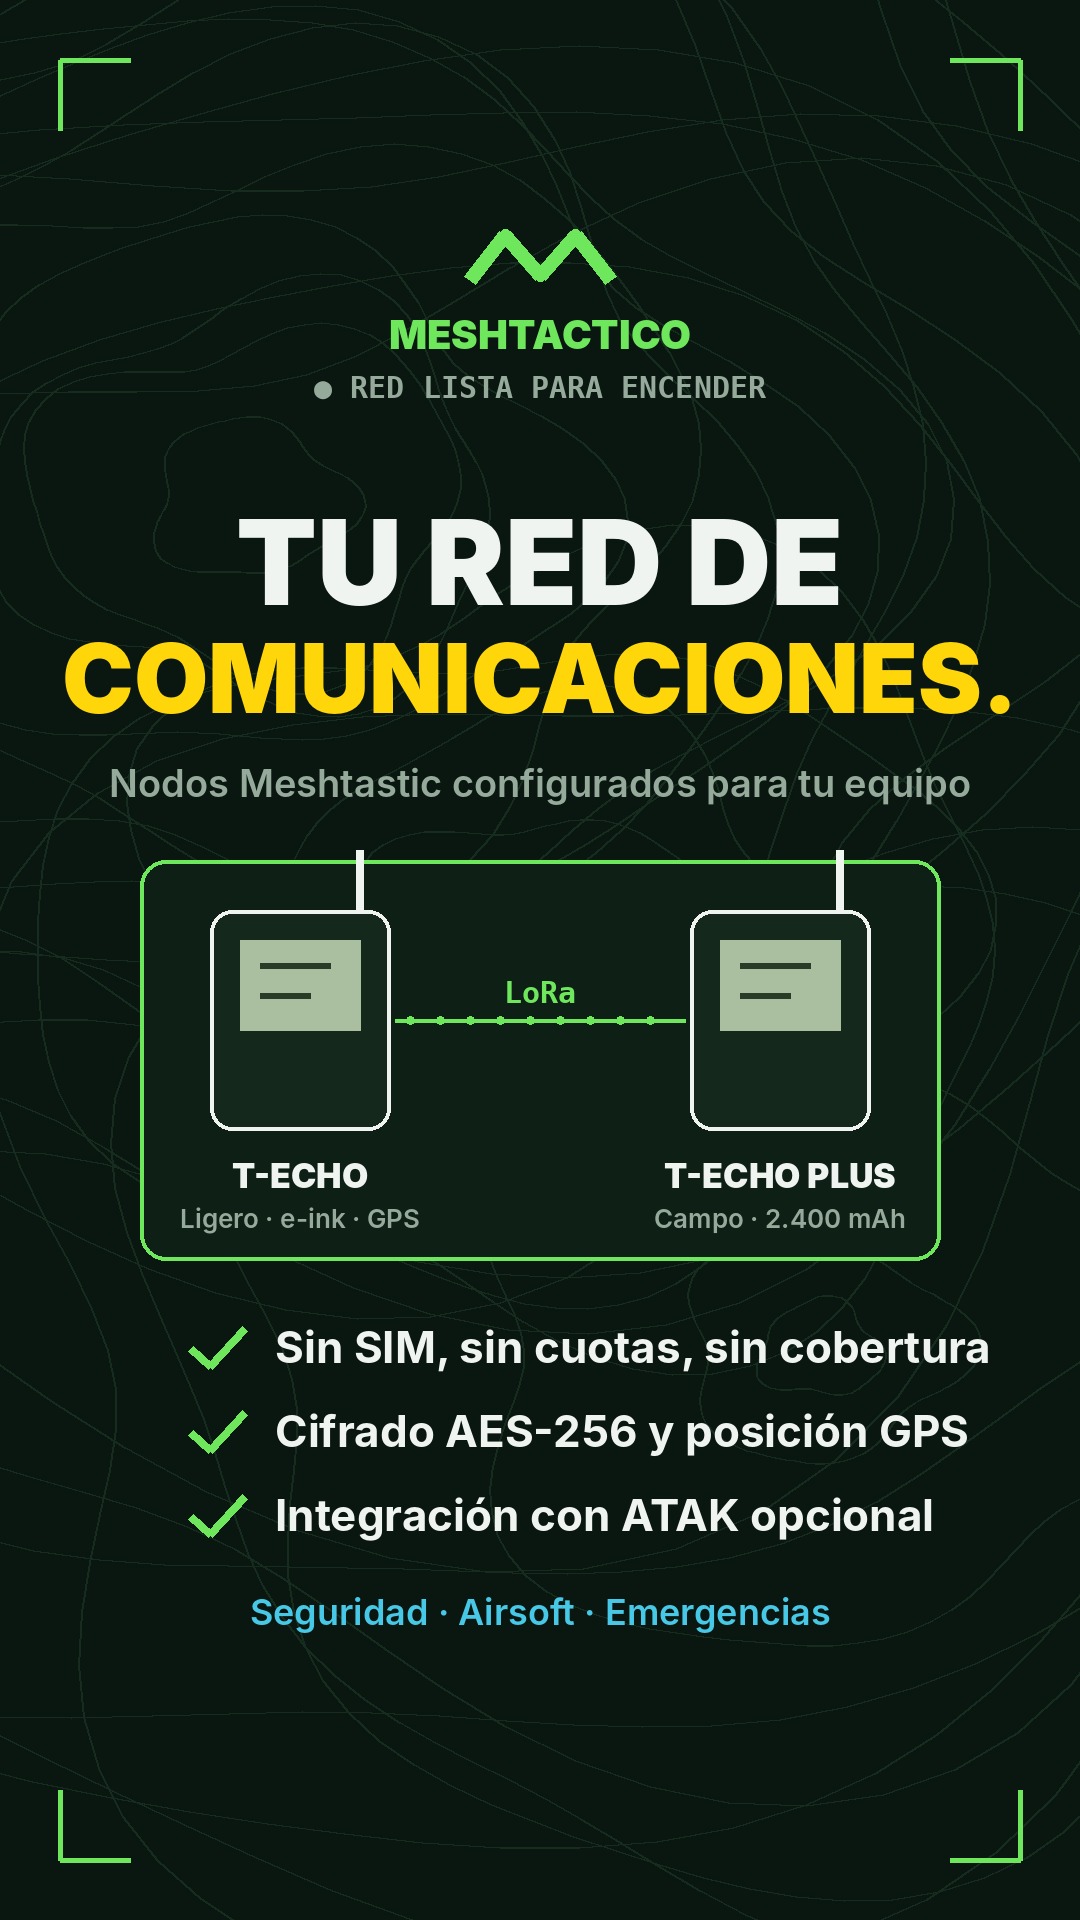 MESHTACTICO
● RED LISTA PARA ENCENDER
TU RED DE
COMUNICACIONES.
Nodos Meshtastic configurados para tu equipo
LoRa
T-ECHO
Ligero · e-ink · GPS
T-ECHO PLUS
Campo · 2.400 mAh
Sin SIM, sin cuotas, sin cobertura
Cifrado AES-256 y posición GPS
Integración con ATAK opcional
Seguridad · Airsoft · Emergencias